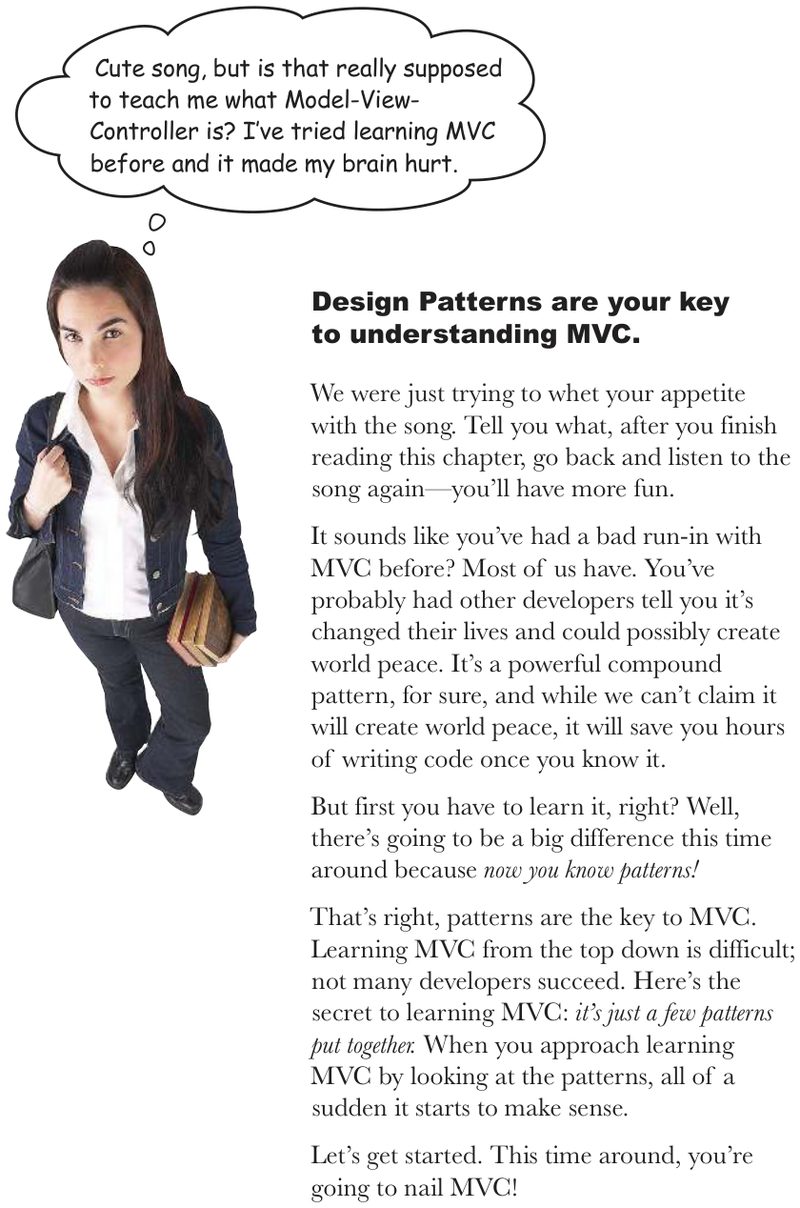 Cute song, but is that really supposed
to teach me what Model-View-
Controller is? I’ve tried learning MVC
before and it made my brain hurt.
Design Patterns are your key
to understanding MVC.
We were just trying to whet your appetite
with the song. Tell you what, after you finish
reading this chapter, go back and listen to the
song again—you’ll have more fun.
It sounds like you’ve had a bad run-in with
MVC before? Most of us have. You’ve
probably had other developers tell you it’s
changed their lives and could possibly create
world peace. It’s a powerful compound
pattern, for sure, and while we can’t claim it
will create world peace, it will save you hours
of writing code once you know it.
But first you have to learn it, right? Well,
there’s going to be a big difference this time
around because now you know patterns!
That’s right, patterns are the key to MVC.
Learning MVC from the top down is difficult;
not many developers succeed. Here’s the
secret to learning MVC: it’s just a few patterns
put together. When you approach learning
MVC by looking at the patterns, all of a
sudden it starts to make sense.
Let’s get started. This time around, you’re
going to nail MVC!